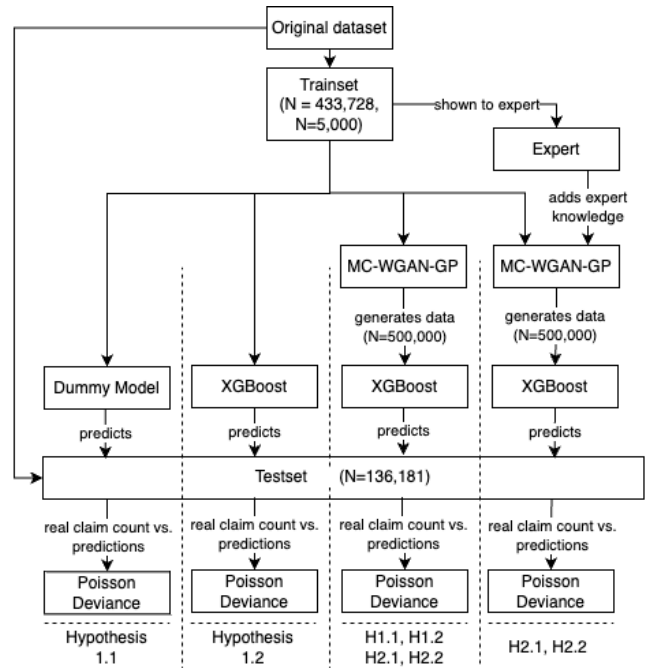 Original dataset
Trainset
(N = 433,728,
N=5,000)
shown to expert
Expert
adds expert
knowledge
MC-WGAN-GP
MC-WGAN-GP
generates data
(N=500,000)
generates data
(N=500,000)
Dummy Model
XGBoost
XGBoost
XGBoost
predicts
predicts
predicts
predicts
Testset (N=136,181)
real claim count vs.
predictions
real claim count vs.
predictions
real claim count vs.
predictions
real claim count vs.
predictions
Poisson
Deviance
Poisson
Deviance
Poisson
Deviance
Poisson
Deviance
Hypothesis
1.1
Hypothesis
1.2
H1.1, H1.2
H2.1, H2.2
H2.1, H2.2